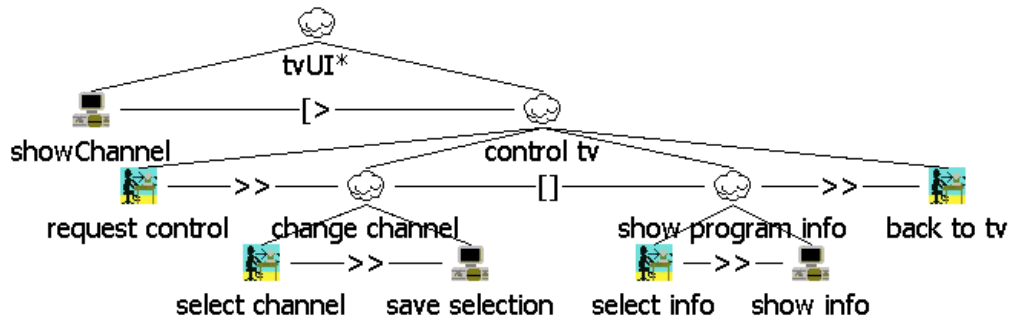 tvUI*
[>
showChannel control tv
>> [] >>
request control change channel show program info back to tv
>> >>
select channel save selection select info show info